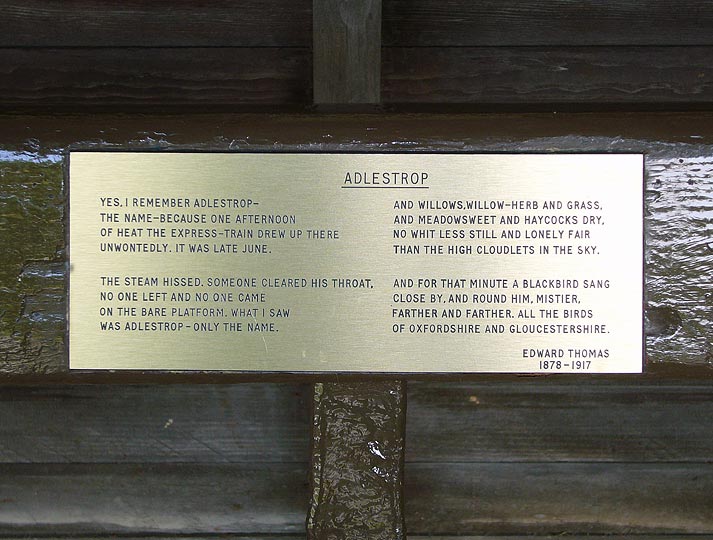 ADLESTROP
YES, I REMEMBER ADLESTROP–
THE NAME–BECAUSE ONE AFTERNOON
OF HEAT THE EXPRESS–TRAIN DREW UP THERE
UNWONTEDLY. IT WAS LATE JUNE.
THE STEAM HISSED. SOMEONE CLEARED HIS THROAT,
NO ONE LEFT AND NO ONE CAME
ON THE BARE PLATFORM. WHAT I SAW
WAS ADLESTROP–ONLY THE NAME.
AND WILLOWS,WILLOW–HERB AND GRASS,
AND MEADOWSWEET AND HAYCOCKS DRY,
NO WHIT LESS STILL AND LONELY FAIR
THAN THE HIGH CLOUDLETS IN THE SKY.
AND FOR THAT MINUTE A BLACKBIRD SANG
CLOSE BY, AND ROUND HIM, MISTIER,
FARTHER AND FARTHER. ALL THE BIRDS
OF OXFORDSHIRE AND GLOUCESTERSHIRE.
EDWARD THOMAS
1878–1917